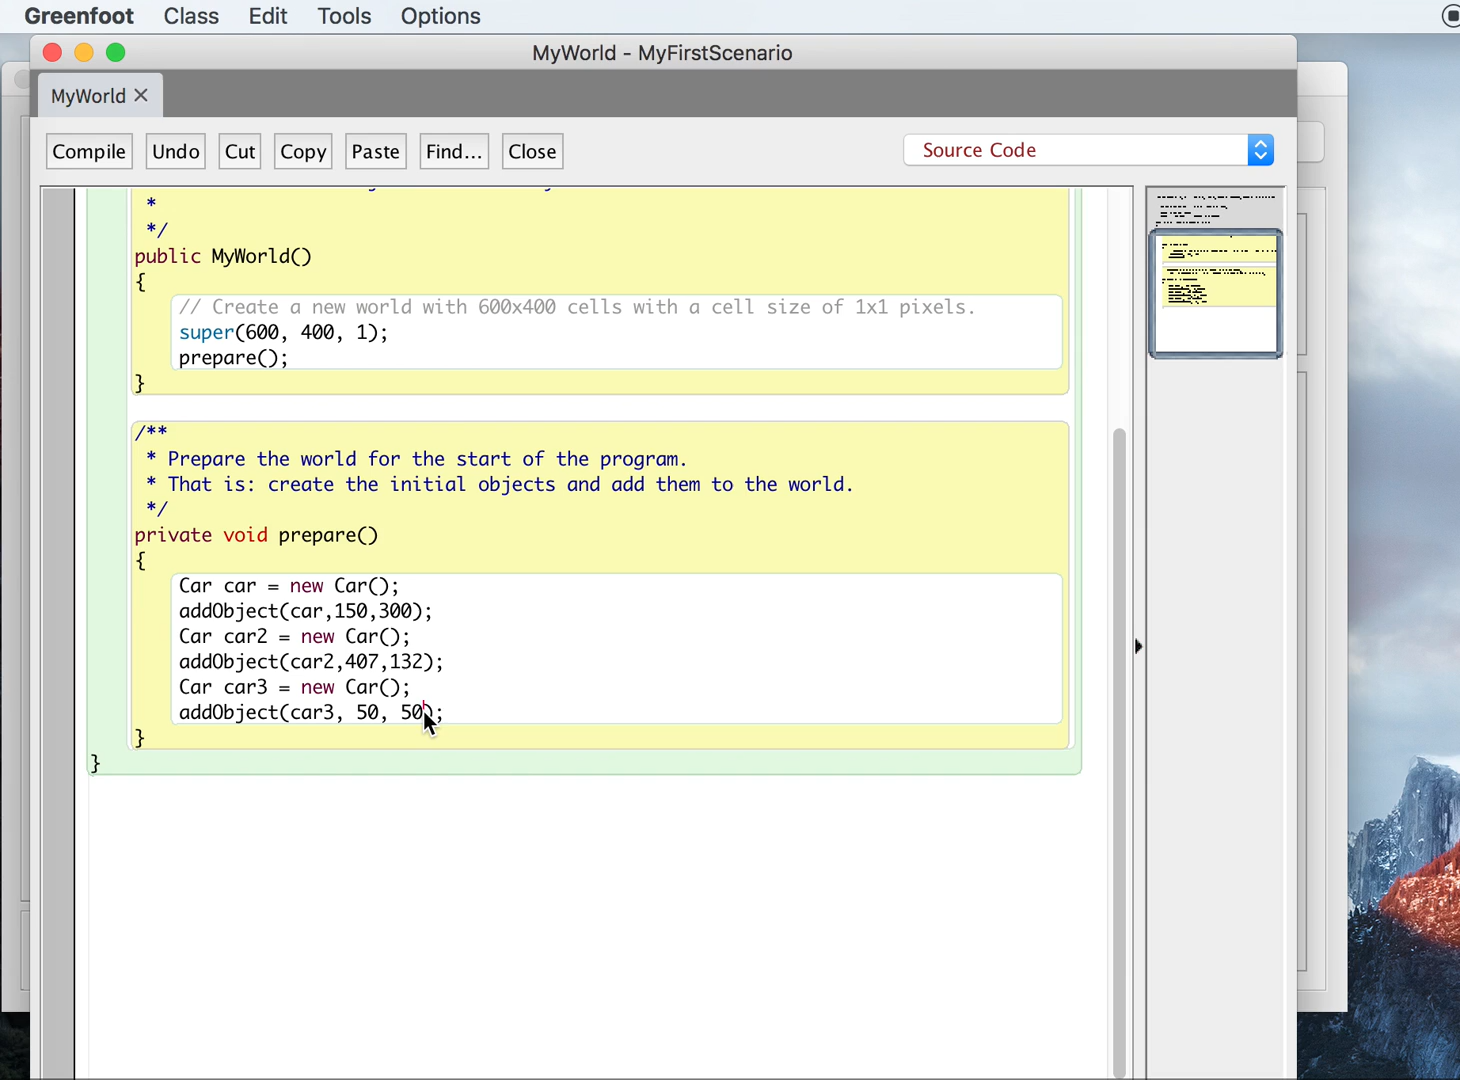 Greenfoot Class Edit Tools Options
MyWorld - MyFirstScenario
MyWorld ✕
Compile Undo Cut Copy Paste Find... Close Source Code
*
*/
public MyWorld()
{
// Create a new world with 600x400 cells with a cell size of 1x1 pixels.
super(600, 400, 1);
prepare();
}
/**
* Prepare the world for the start of the program.
* That is: create the initial objects and add them to the world.
*/
private void prepare()
{
Car car = new Car();
addObject(car,150,300);
Car car2 = new Car();
addObject(car2,407,132);
Car car3 = new Car();
addObject(car3, 50, 50);
}
}